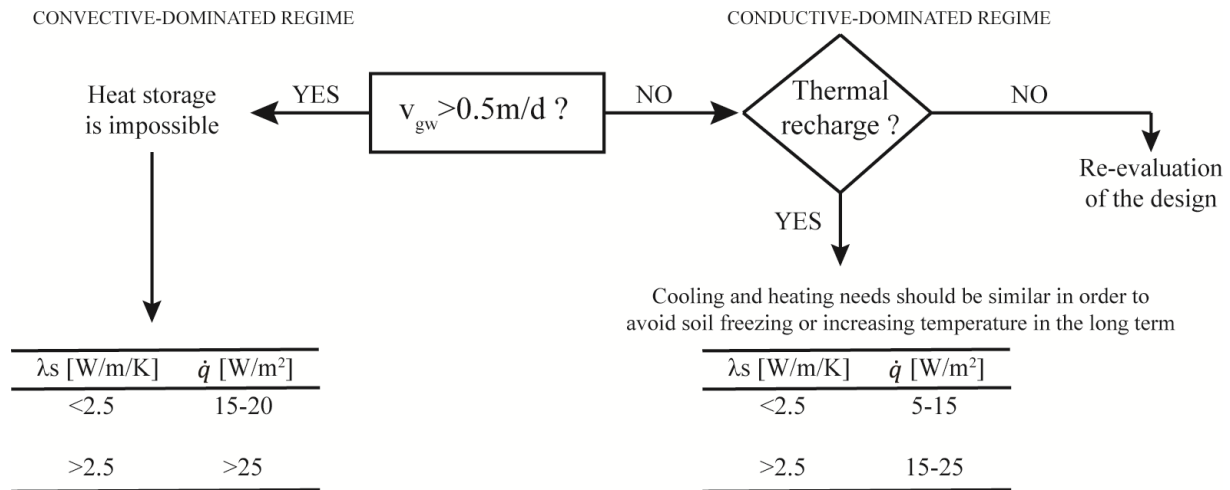 CONVECTIVE-DOMINATED REGIME
CONDUCTIVE-DOMINATED REGIME
Heat storage
is impossible
YES
v_gw>0.5m/d ?
NO
Thermal
recharge ?
NO
Re-evaluation
of the design
YES
Cooling and heating needs should be similar in order to
avoid soil freezing or increasing temperature in the long term
λs [W/m/K] q̇ [W/m²]
<2.5 15-20
>2.5 >25
λs [W/m/K] q̇ [W/m²]
<2.5 5-15
>2.5 15-25